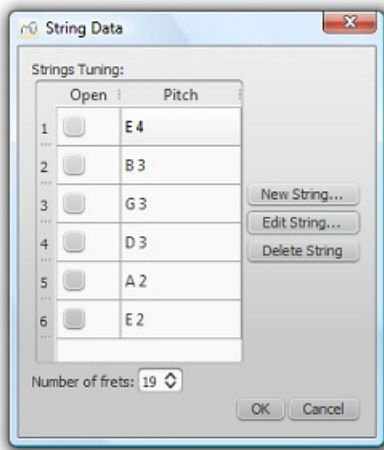 String Data
Strings Tuning:
Open Pitch
1 E 4
2 B 3
3 G 3
4 D 3
5 A 2
6 E 2
New String...
Edit String...
Delete String
Number of frets: 19
OK Cancel